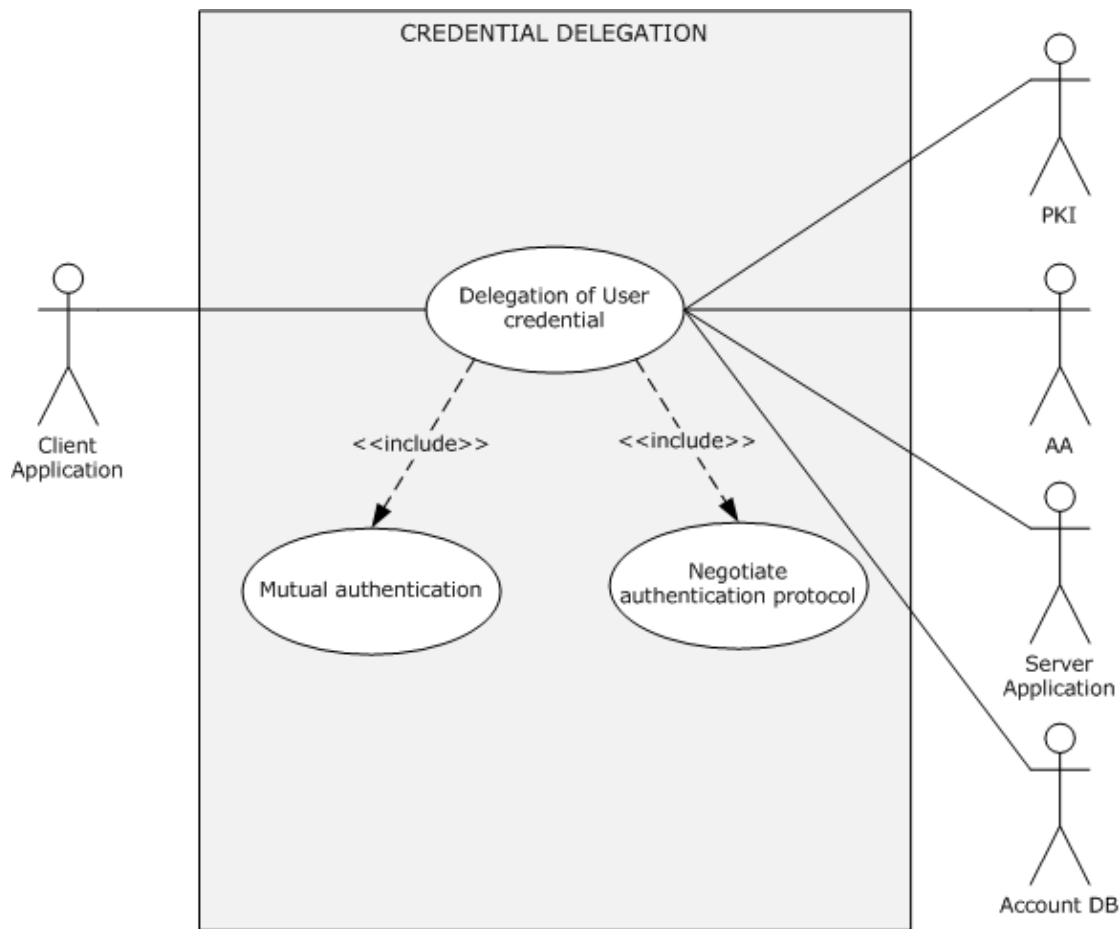 CREDENTIAL DELEGATION
PKI
Delegation of User
credential
Client
Application
<<include>>
<<include>>
AA
Mutual authentication
Negotiate
authentication protocol
Server
Application
Account DB